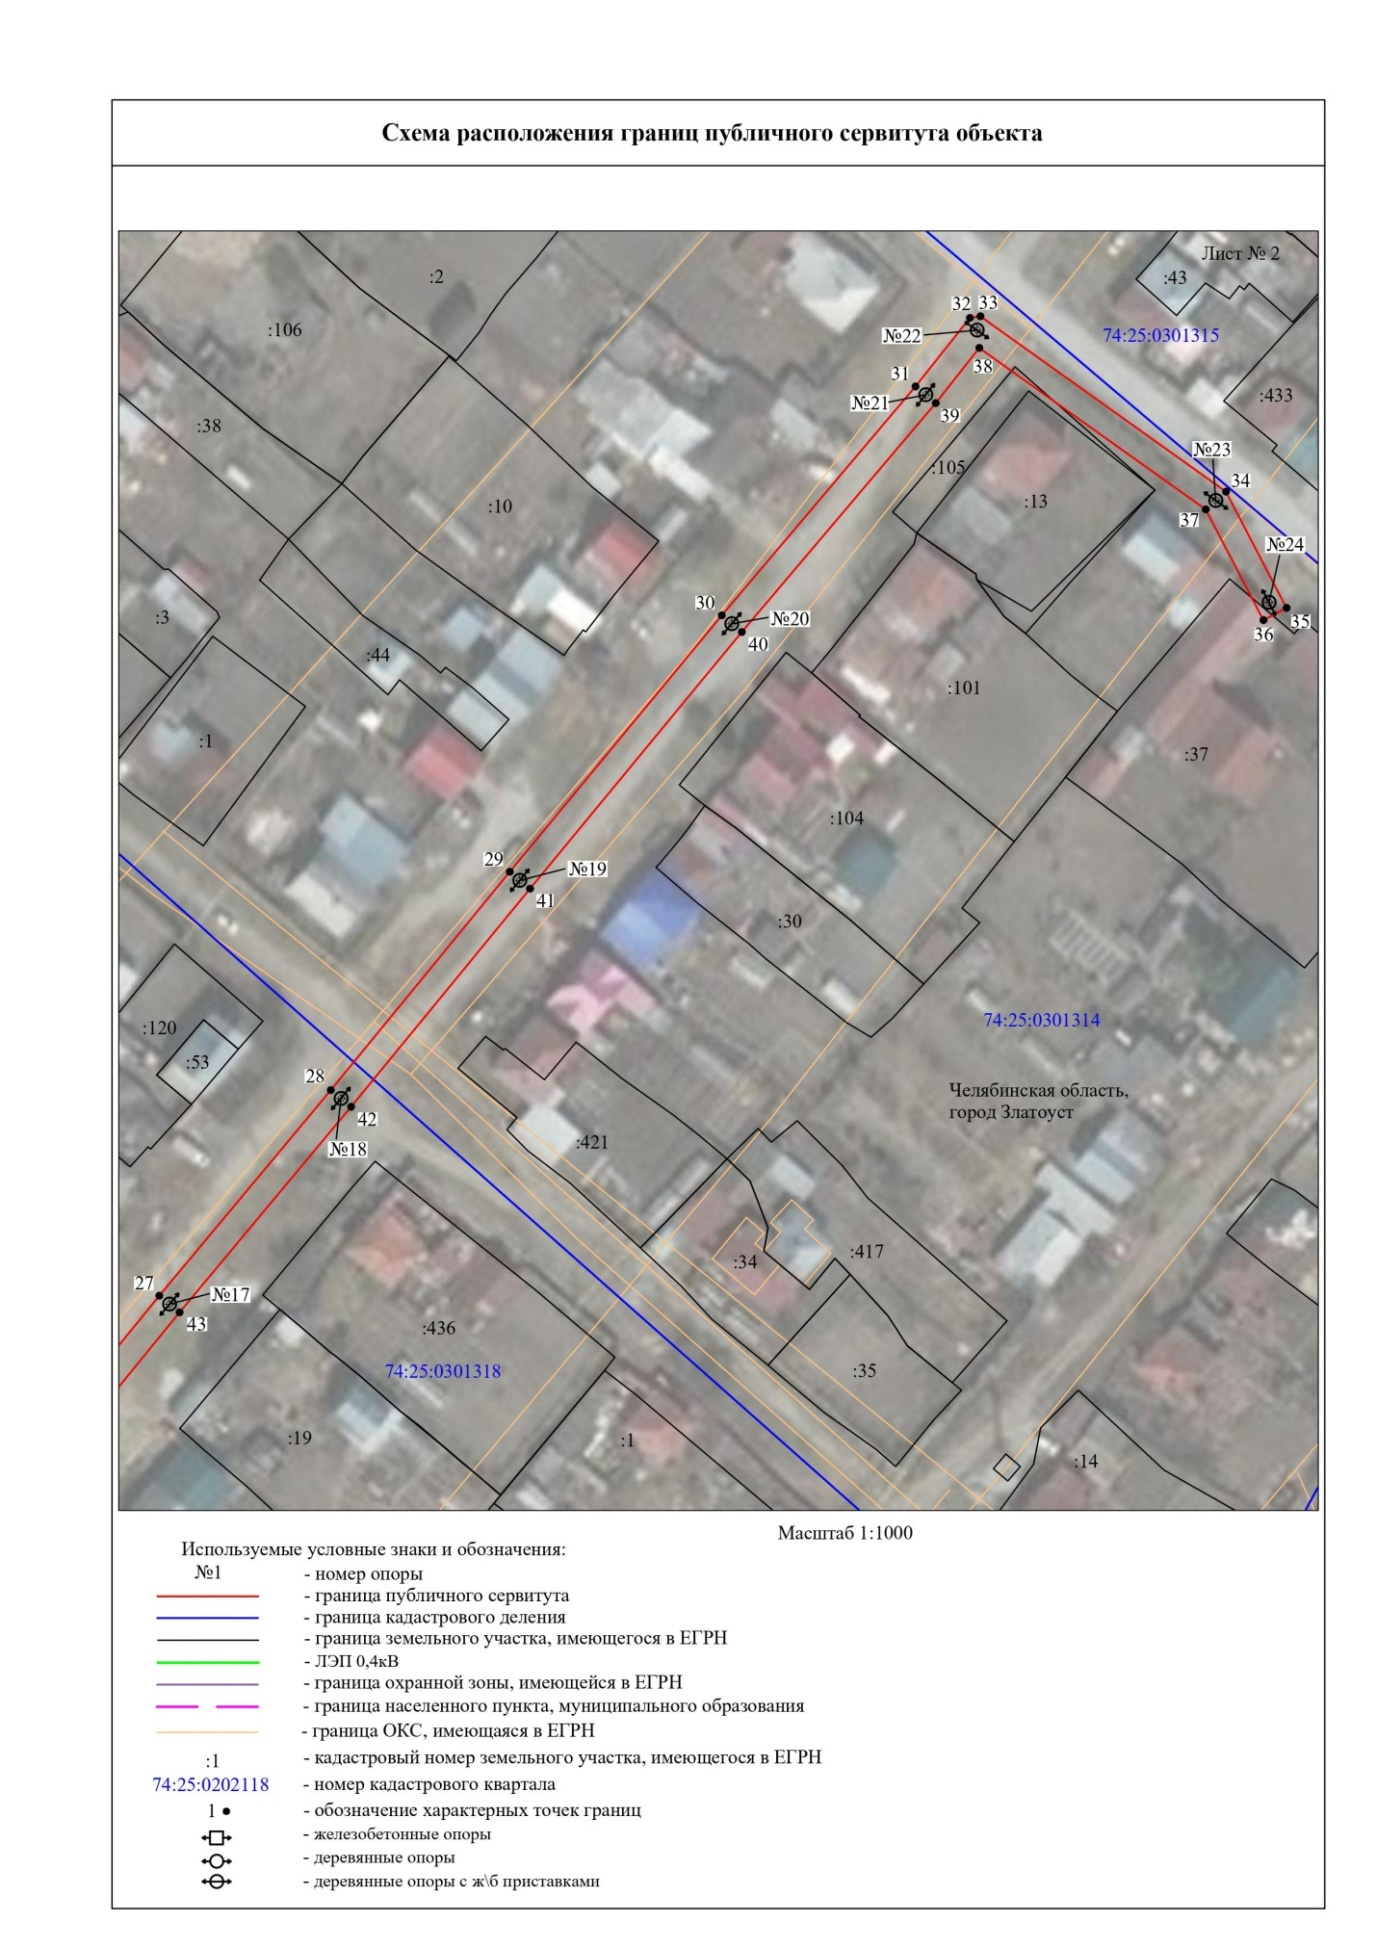 Схема расположения границ публичного сервитута объекта
Лист № 2
:2
:43
:106
32 33
№22
74:25:0301315
38
31
№21
39
:433
:38
№23
:105
34
:10
:13
37
№24
30
№20
:3
40
35
36
:44
:101
:1
:37
:104
29
№19
41
:30
:120
74:25:0301314
:53
28
Челябинская область,
город Златоуст
42
№18
:421
:417
:34
27
№17
43
:436
74:25:0301318
:35
:19
:1
:14
Масштаб 1:1000
Используемые условные знаки и обозначения:
№1 - номер опоры
- граница публичного сервитута
- граница кадастрового деления
- граница земельного участка, имеющегося в ЕГРН
- ЛЭП 0,4кВ
- граница охранной зоны, имеющейся в ЕГРН
- граница населенного пункта, муниципального образования
- граница ОКС, имеющаяся в ЕГРН
:1 - кадастровый номер земельного участка, имеющегося в ЕГРН
74:25:0202118 - номер кадастрового квартала
1 - обозначение характерных точек границ
- железобетонные опоры
- деревянные опоры
- деревянные опоры с ж\б приставками